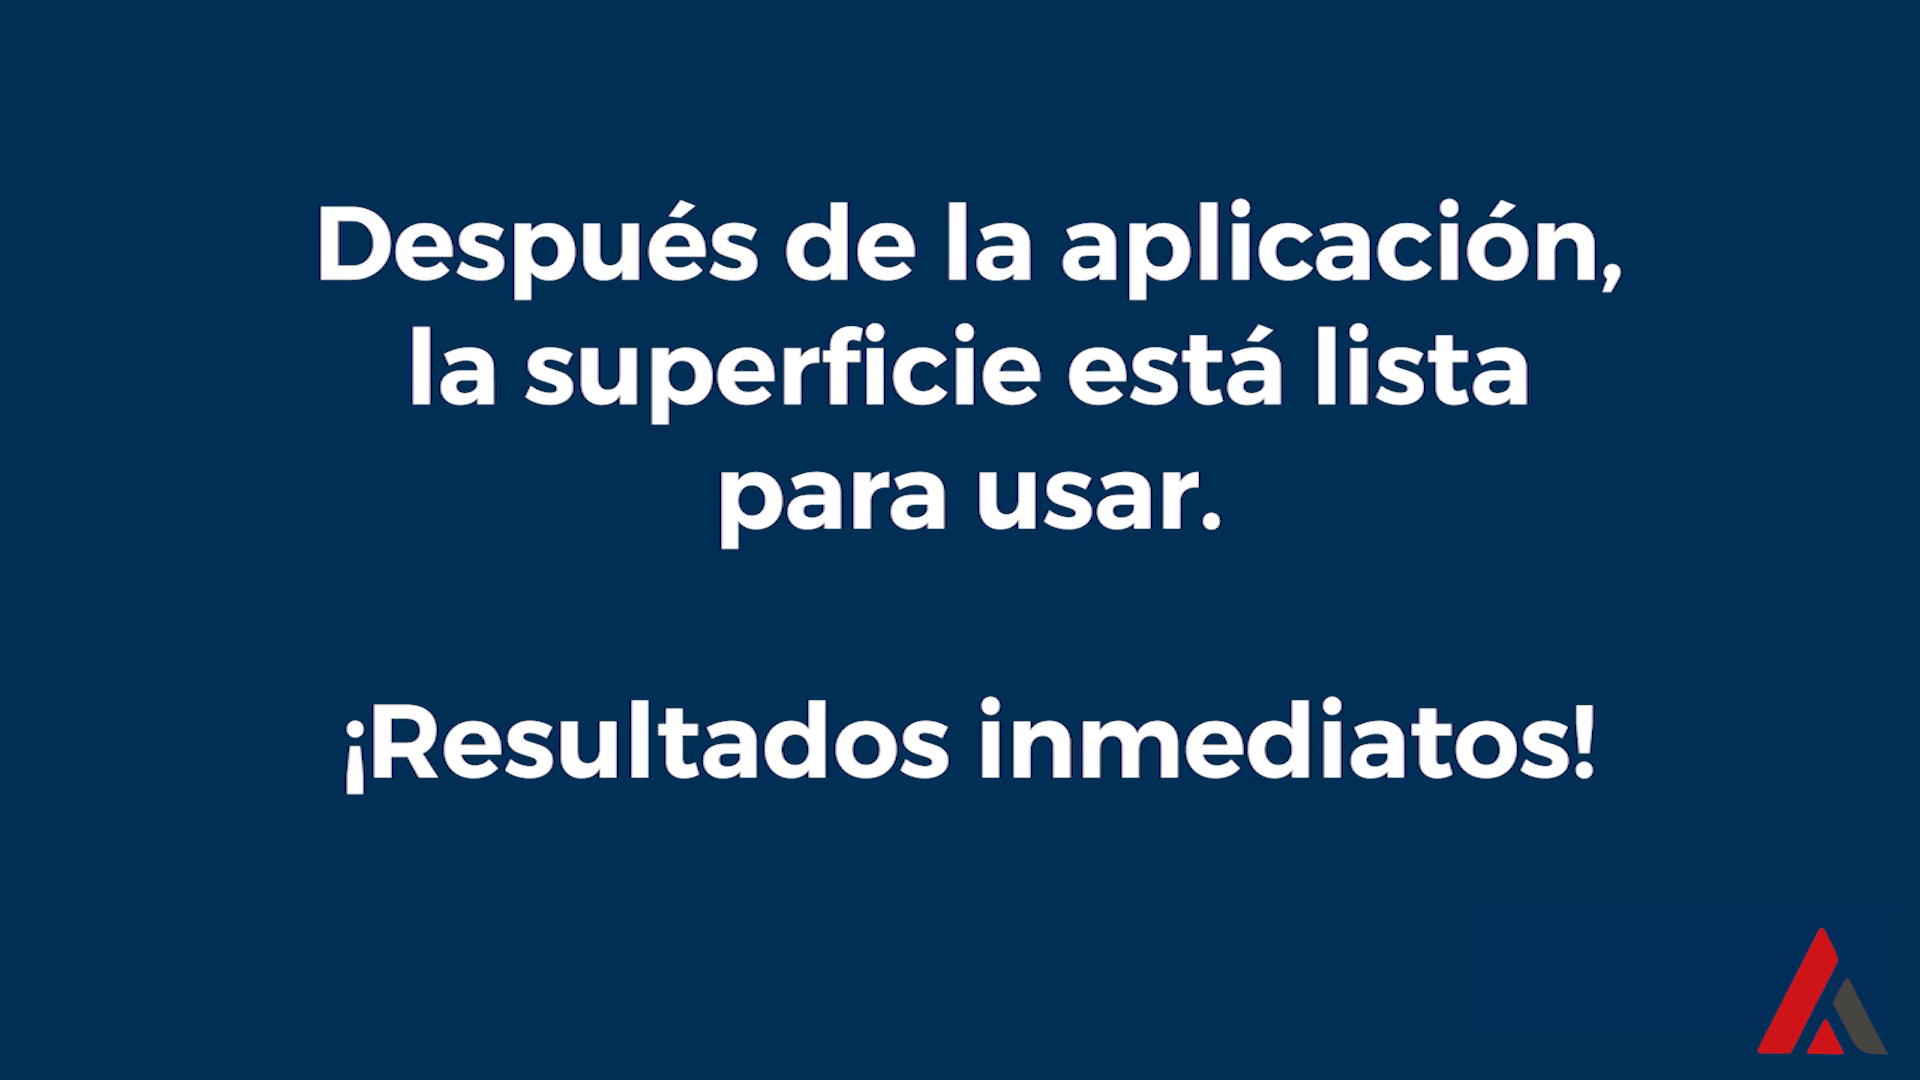 Después de la aplicación,
la superficie está lista
para usar.
¡Resultados inmediatos!